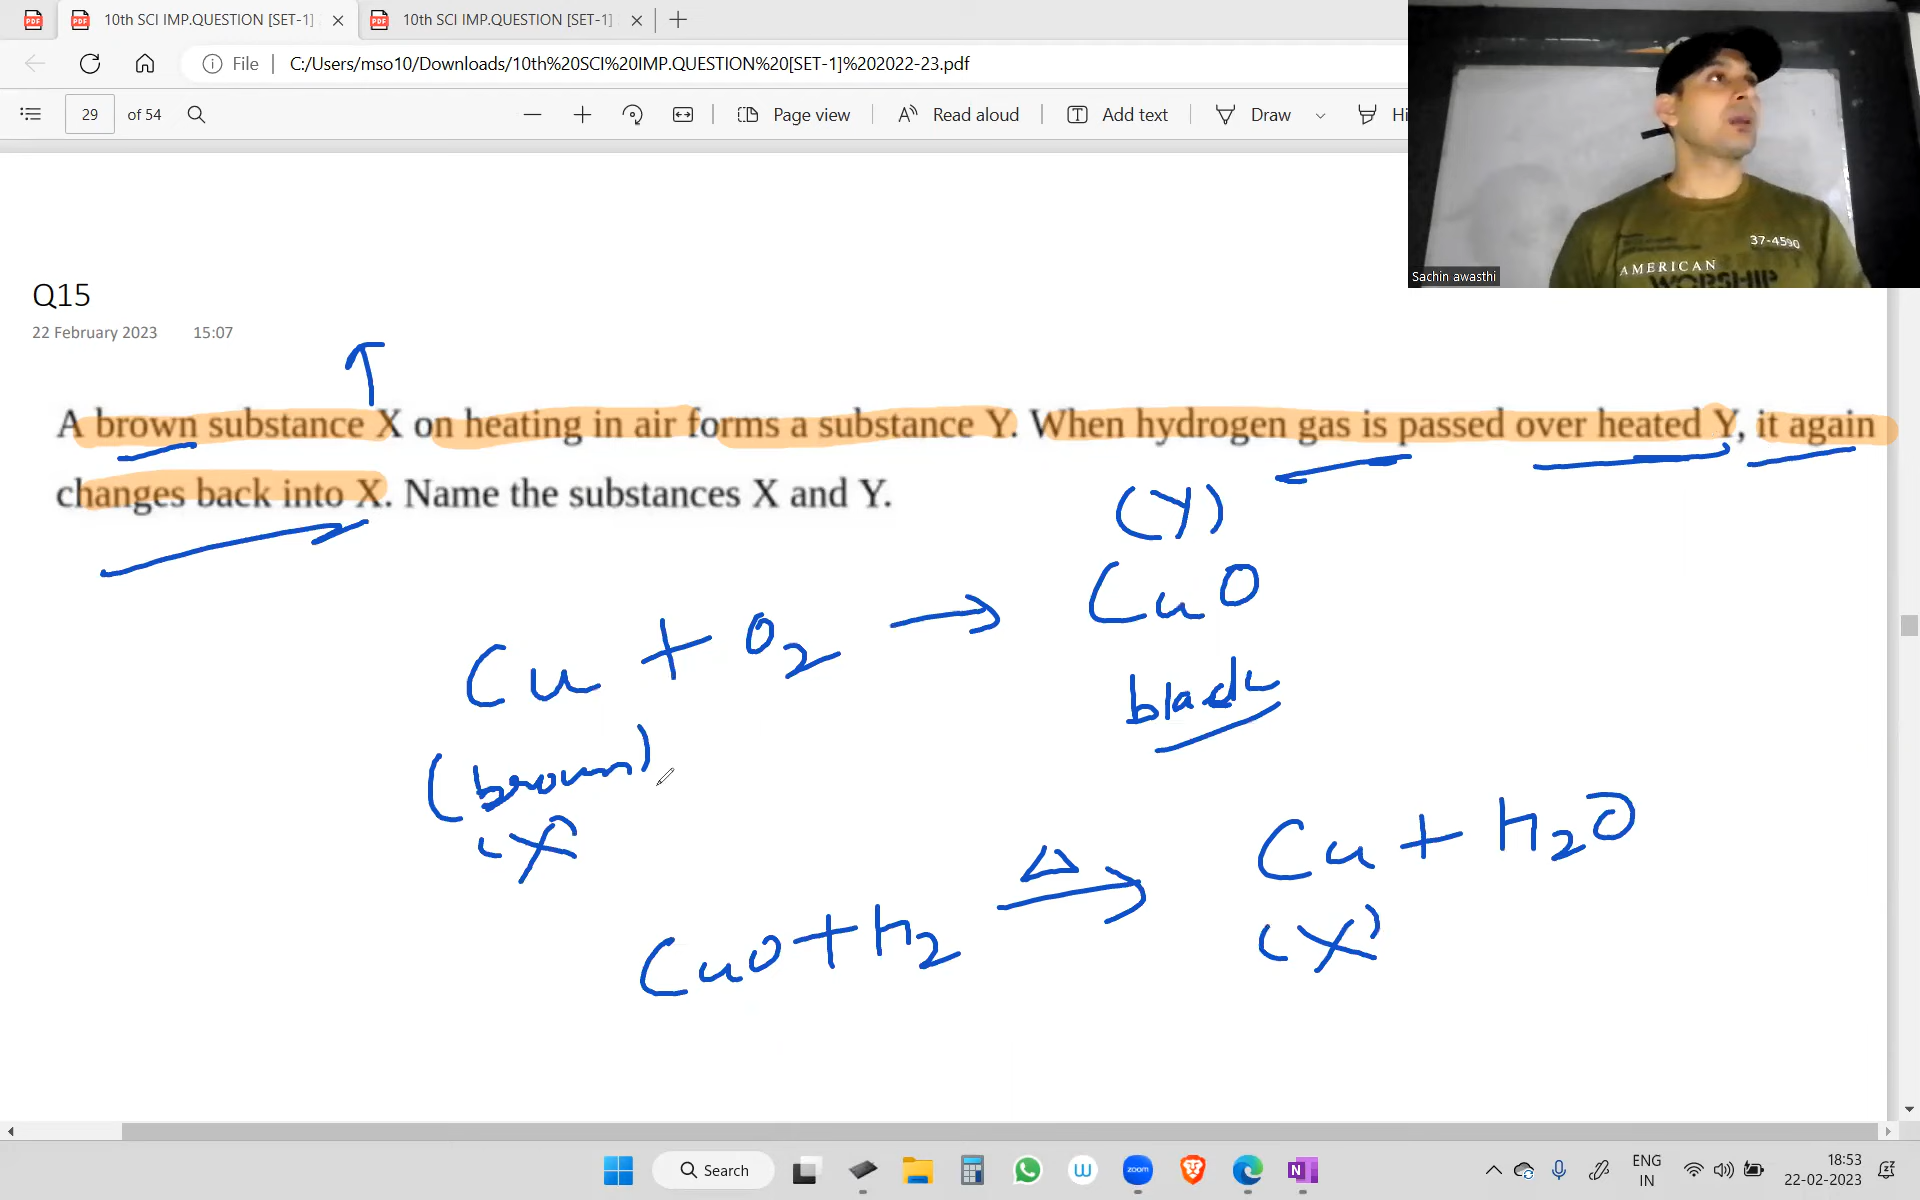 10th SCI IMP.QUESTION [SET-1]
10th SCI IMP.QUESTION [SET-1]
File
C:/Users/mso10/Downloads/10th%20SCI%20IMP.QUESTION%20[SET-1]%202022-23.pdf
29 of 54
Page view
Read aloud
Add text
Draw
Hi
37-4590
AMERICAN
WORSHIP
Sachin awasthi
Q15
22 February 2023 15:07
A brown substance X on heating in air forms a substance Y. When hydrogen gas is passed over heated Y, it again
changes back into X. Name the substances X and Y.
(Y)
Cu + O2 → CuO
black
(brown)
(X
CuO + H2 Δ→ Cu + H2O
(X)
Search
zoom
ENG
IN
18:53
22-02-2023